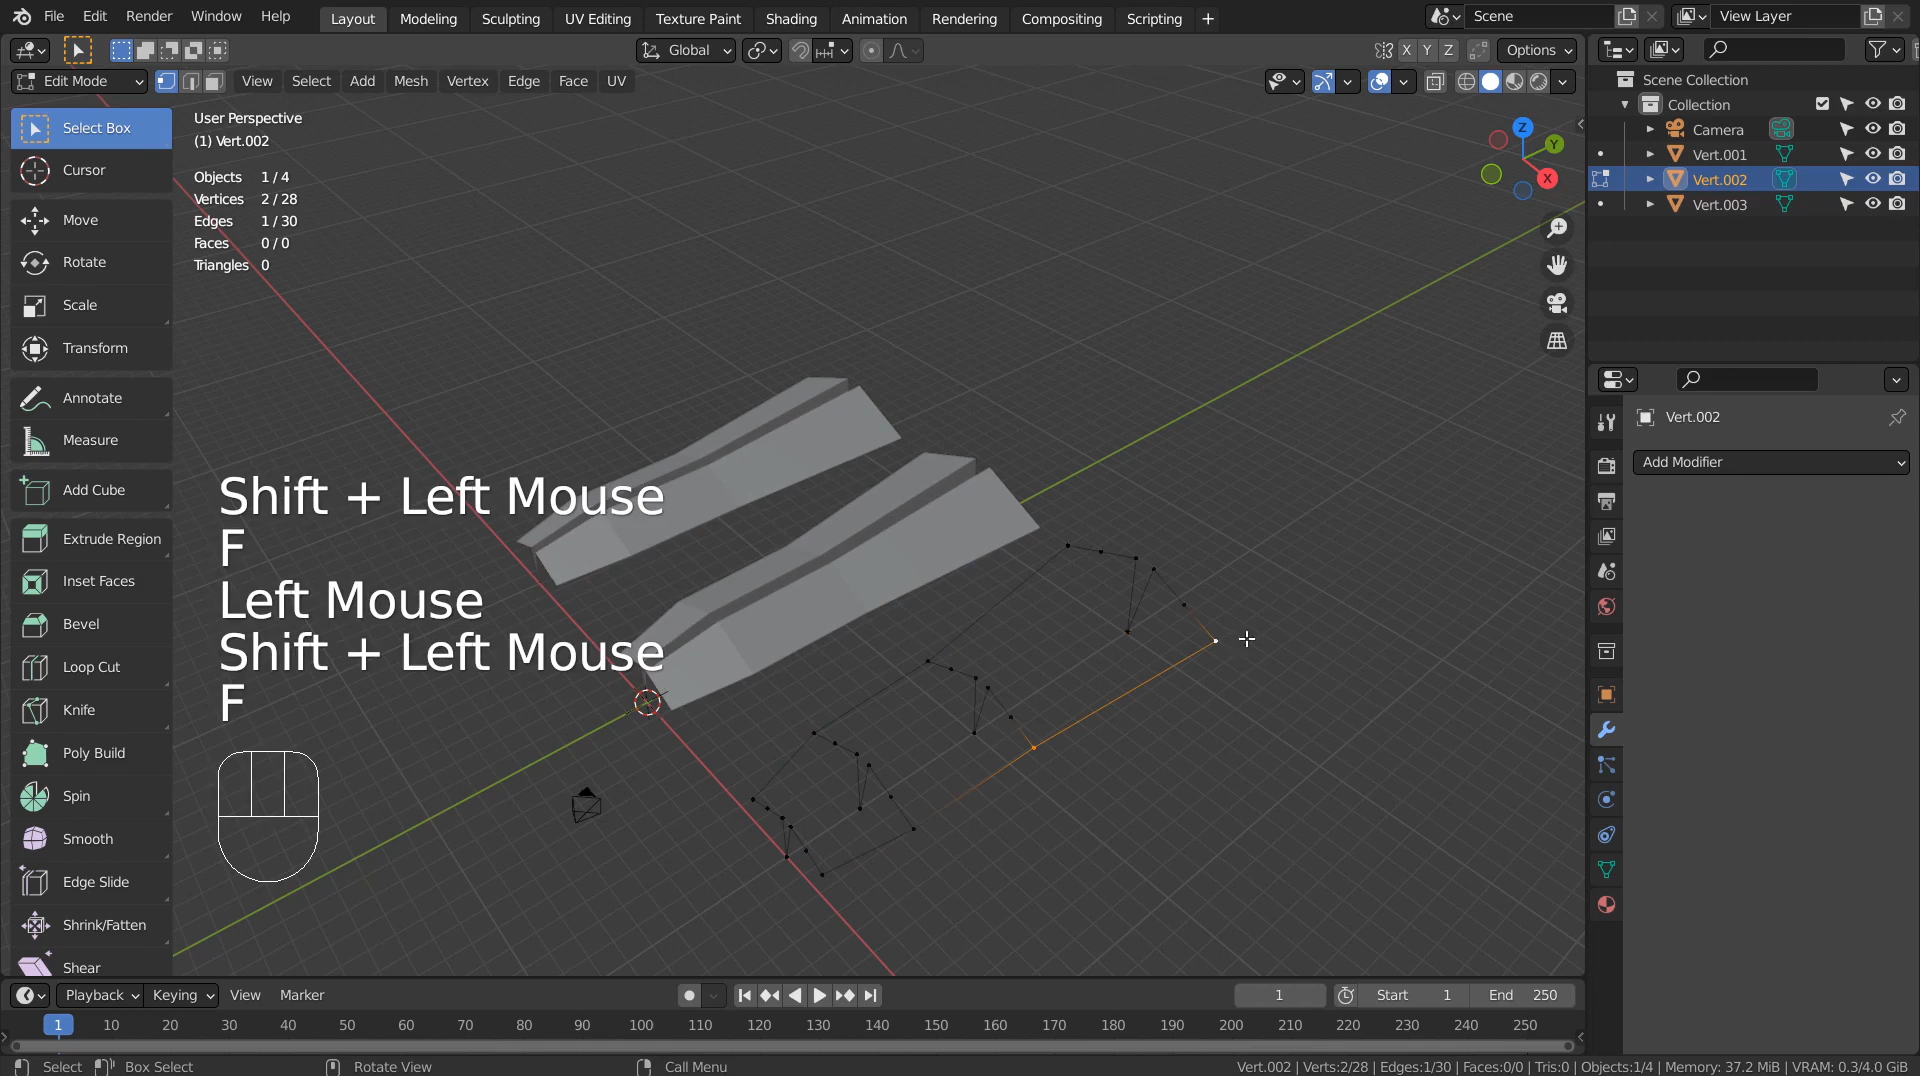 File Edit Render Window Help Layout Modeling Sculpting UV Editing Texture Paint Shading Animation Rendering Compositing Scripting + Scene View Layer
Global X Y Z Options
Edit Mode View Select Add Mesh Vertex Edge Face UV
Select Box
Cursor
Move
Rotate
Scale
Transform
Annotate
Measure
Add Cube
Extrude Region
Inset Faces
Bevel
Loop Cut
Knife
Poly Build
Spin
Smooth
Edge Slide
Shrink/Fatten
Shear
User Perspective
(1) Vert.002
Objects 1 / 4
Vertices 2 / 28
Edges 1 / 30
Faces 0 / 0
Triangles 0
Z
Y
X
Shift + Left Mouse
F
Left Mouse
Shift + Left Mouse
F
Scene Collection
Collection
Camera
Vert.001
Vert.002
Vert.003
Vert.002
Add Modifier
Playback Keying View Marker 1 Start 1 End 250
1 10 20 30 40 50 60 70 80 90 100 110 120 130 140 150 160 170 180 190 200 210 220 230 240 250
Select Box Select Rotate View Call Menu Vert.002 | Verts:2/28 | Edges:1/30 | Faces:0/0 | Tris:0 | Objects:1/4 | Memory: 37.2 MiB | VRAM: 0.3/4.0 GiB